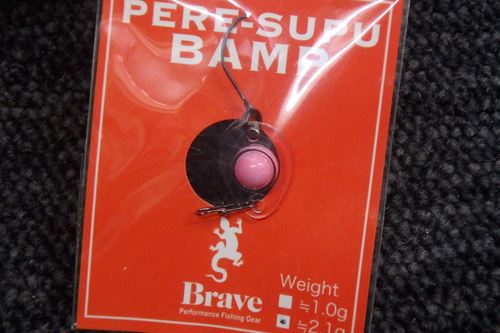 PERE-SUPU
BAMP
Brave
Performance Fishing Gear
Weight
≒1.0g
≒2.1g